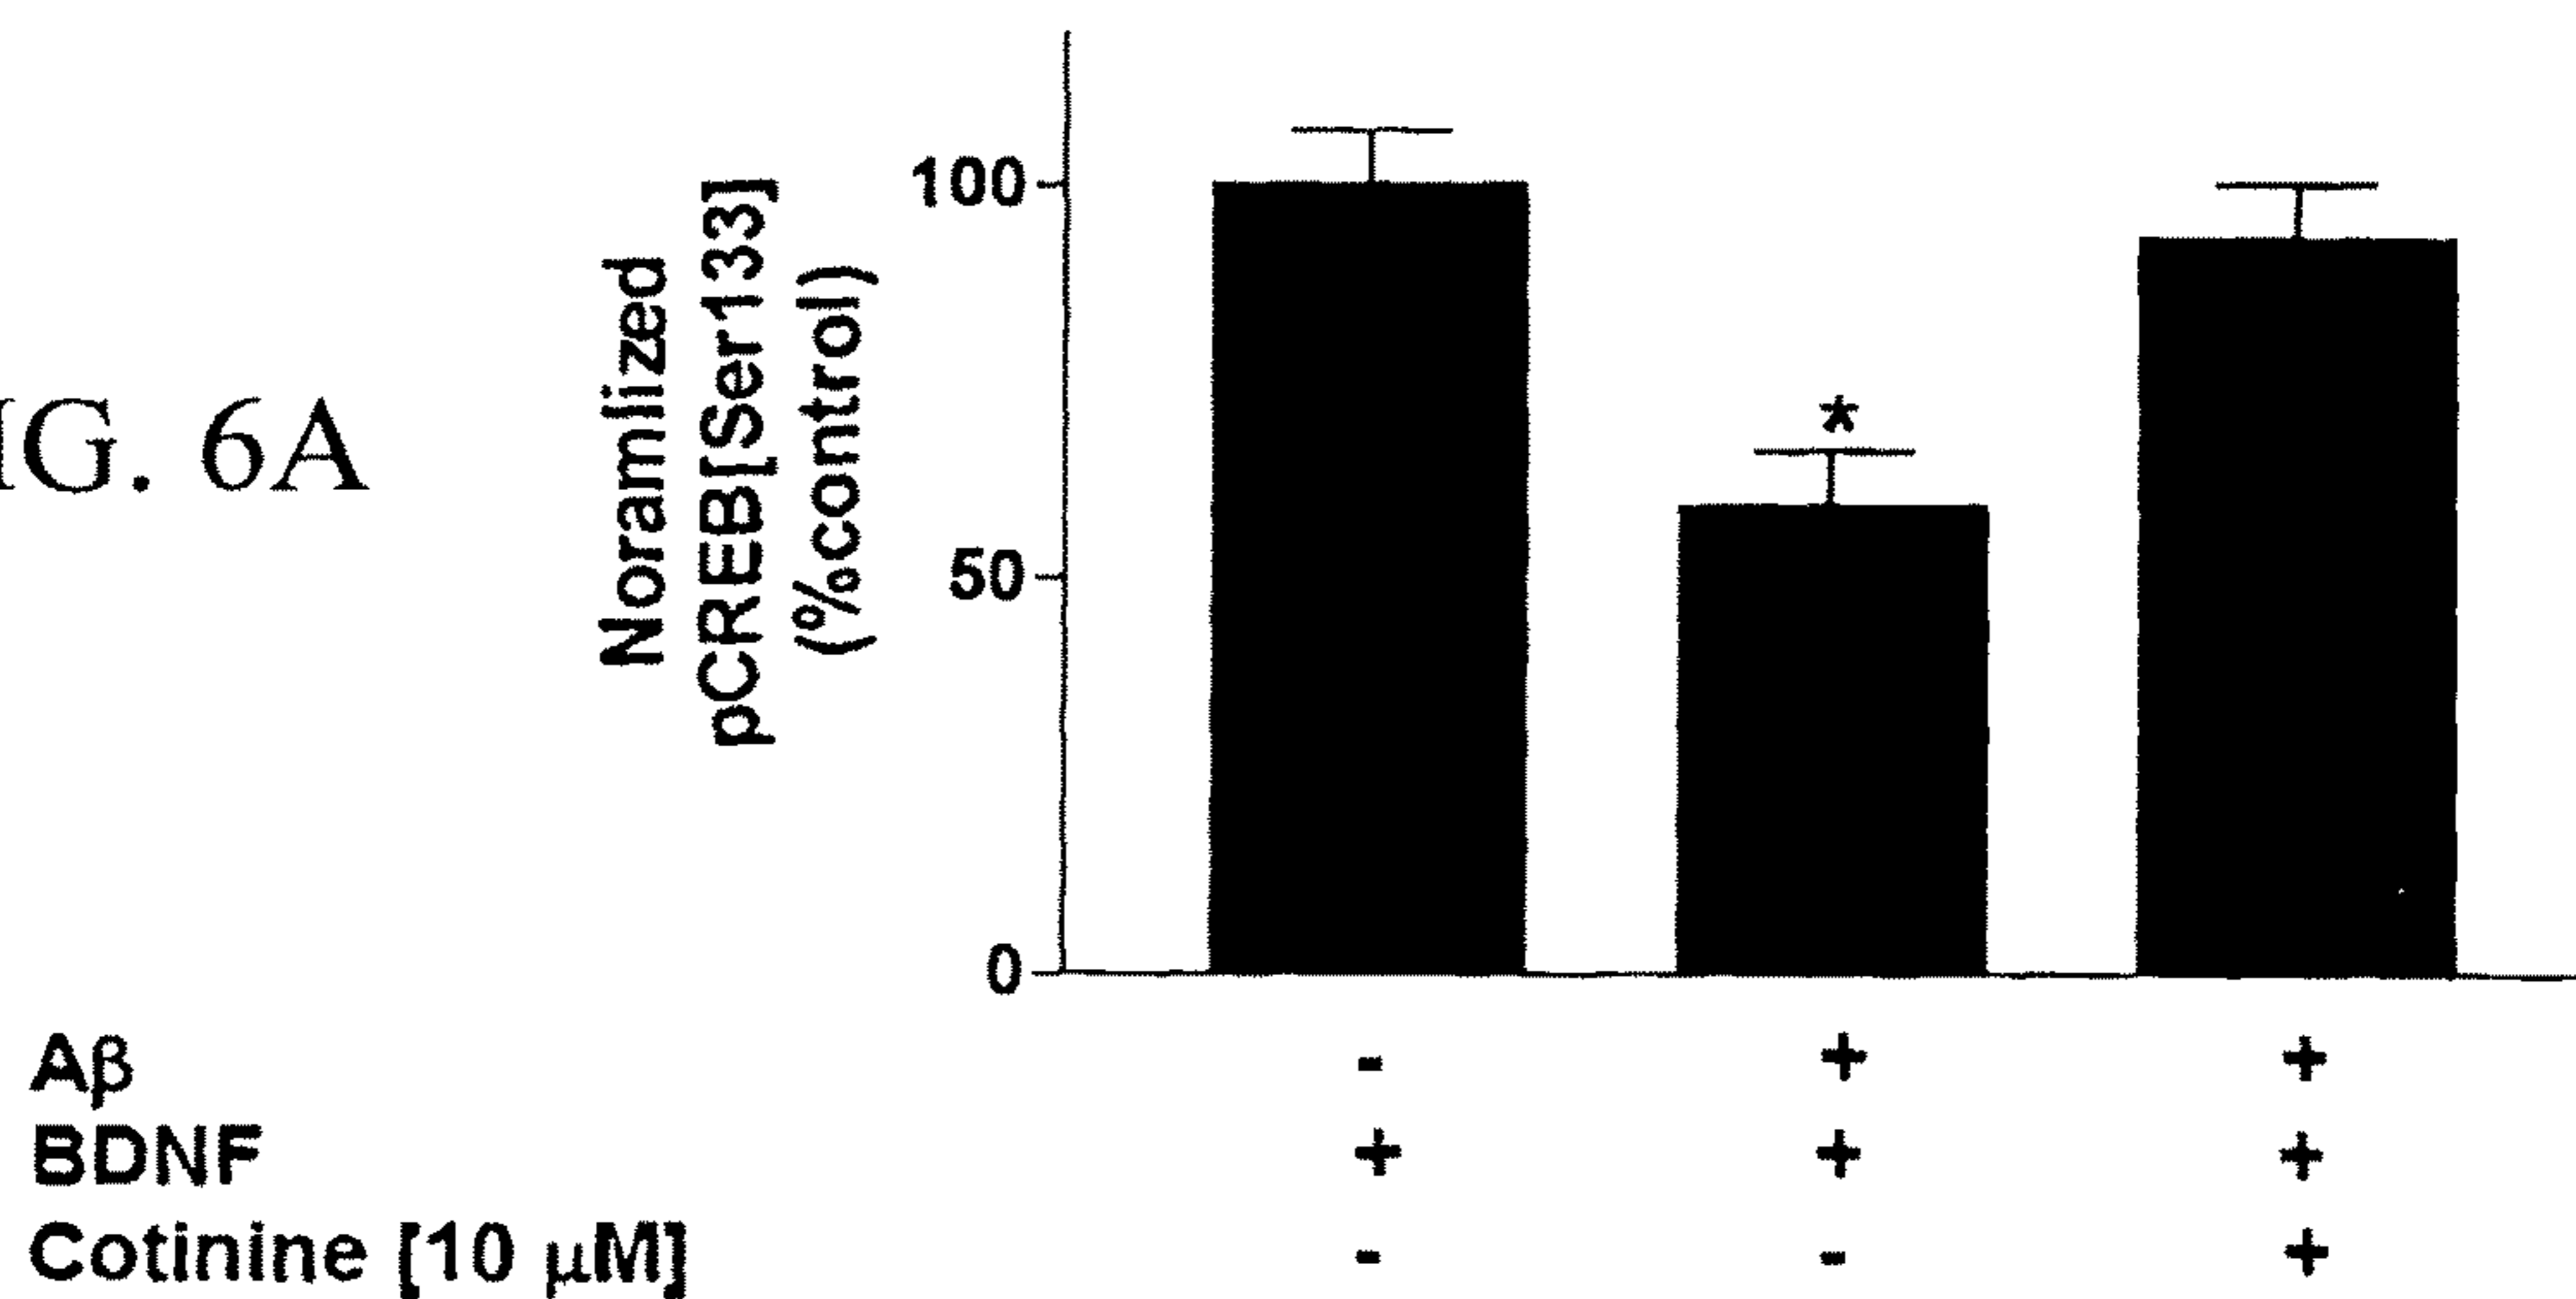 IG. 6A
Noramlized
pCREB[Ser133]
(%control)
100
50
0
*
Aβ - + +
BDNF + + +
Cotinine [10 μM] - - +